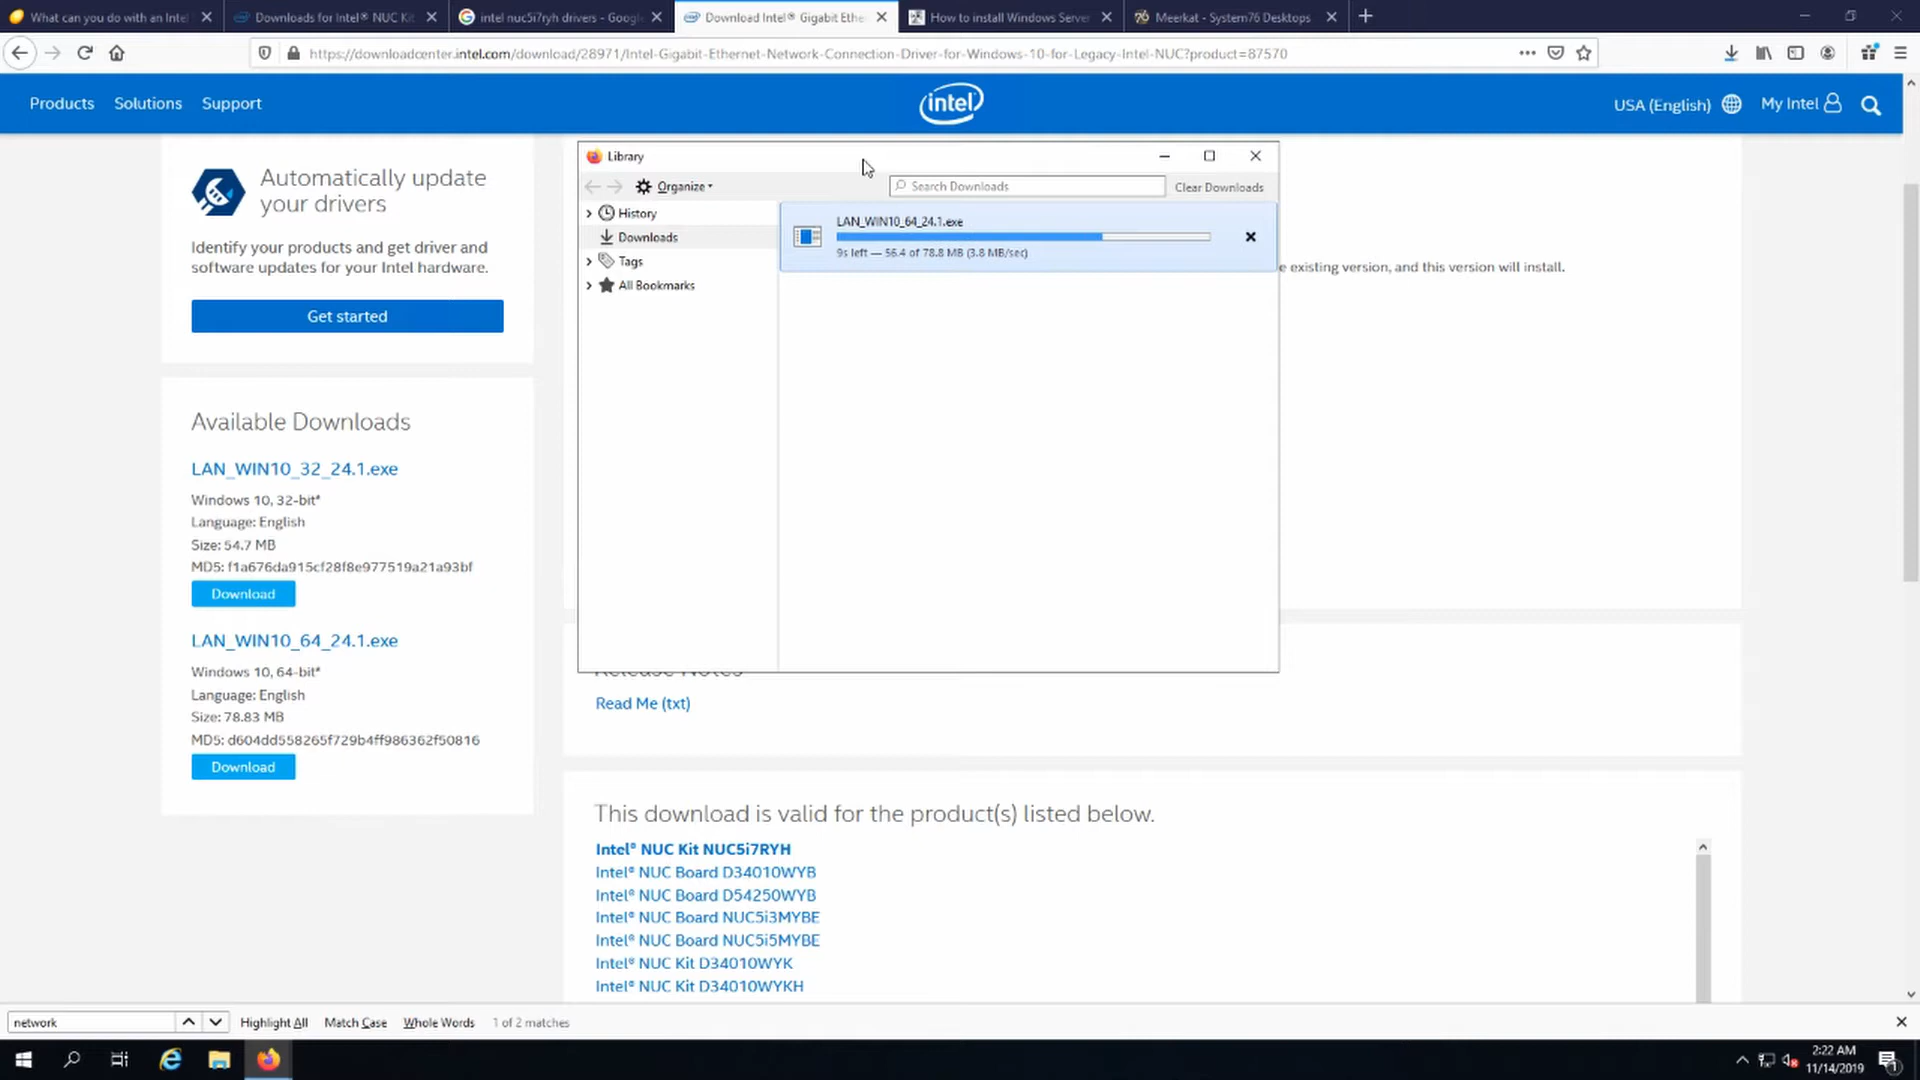 What can you do with an Intel
Downloads for Intel® NUC Kit
intel nuc5i7ryh drivers - Google
Download Intel® Gigabit Ethe
How to install Windows Server
Meerkat - System76 Desktops
https://downloadcenter.intel.com/download/28971/Intel-Gigabit-Ethernet-Network-Connection-Driver-for-Windows-10-for-Legacy-Intel-NUC?product=87570
Products
Solutions
Support
intel
USA (English)
My Intel
Automatically update
your drivers
Identify your products and get driver and
software updates for your Intel hardware.
Get started
Available Downloads
LAN_WIN10_32_24.1.exe
Windows 10, 32-bit*
Language: English
Size: 54.7 MB
MD5: f1a676da915cf28f8e977519a21a93bf
Download
LAN_WIN10_64_24.1.exe
Windows 10, 64-bit*
Language: English
Size: 78.83 MB
MD5: d604dd558265f729b4ff986362f50816
Download
Library
Organize
Search Downloads
Clear Downloads
History
Downloads
Tags
All Bookmarks
LAN_WIN10_64_24.1.exe
9s left — 56.4 of 78.8 MB (3.8 MB/sec)
e existing version, and this version will install.
Release Notes
Read Me (txt)
This download is valid for the product(s) listed below.
Intel® NUC Kit NUC5i7RYH
Intel® NUC Board D34010WYB
Intel® NUC Board D54250WYB
Intel® NUC Board NUC5i3MYBE
Intel® NUC Board NUC5i5MYBE
Intel® NUC Kit D34010WYK
Intel® NUC Kit D34010WYKH
network
Highlight All
Match Case
Whole Words
1 of 2 matches
2:22 AM
11/14/2019
1